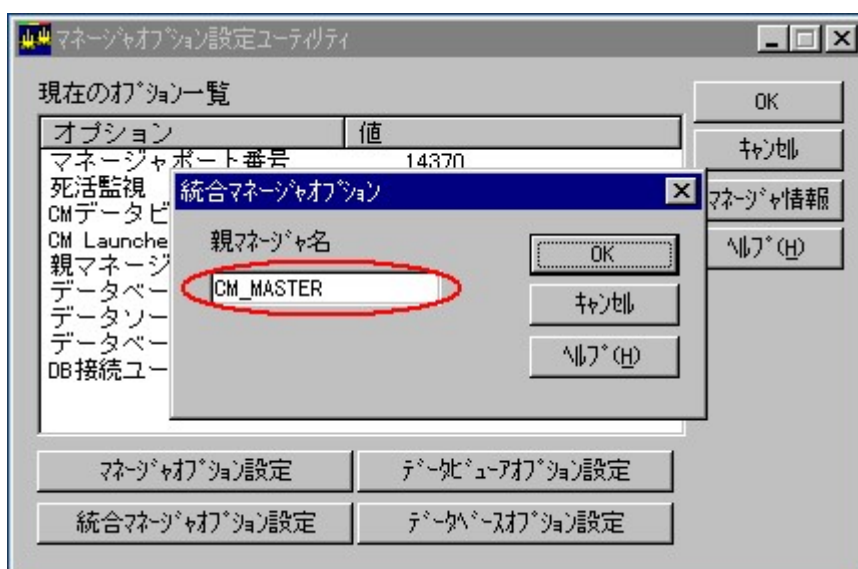 マネージャオプション設定ユーティリティ
現在のオプション一覧
オプション 値
マネージャポート番号 14370
死活監視
CMデータビ
CM Launche
親マネージ
データベー
データソー
データベー
DB接続ユー
OK
キャンセル
マネージャ情報
ヘルプ(H)
統合マネージャオプション
親マネージャ名
CM_MASTER
OK
キャンセル
ヘルプ(H)
マネージャオプション設定 データビューアオプション設定
統合マネージャオプション設定 データベースオプション設定